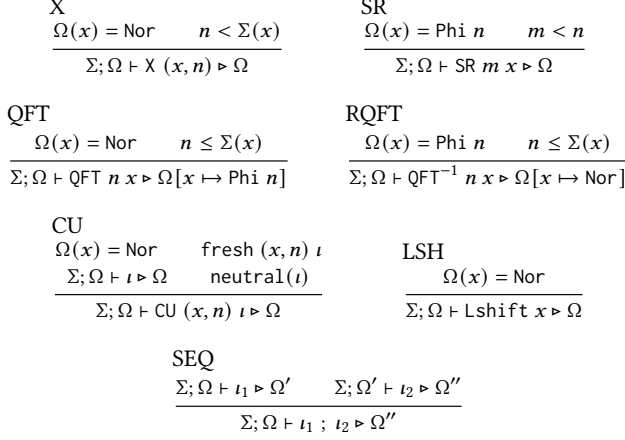 X
Ω(x) = Nor n < Σ(x)
Σ; Ω ⊢ X (x, n) ▹ Ω
SR
Ω(x) = Phi n m < n
Σ; Ω ⊢ SR m x ▹ Ω
QFT
Ω(x) = Nor n ≤ Σ(x)
Σ; Ω ⊢ QFT n x ▹ Ω[x ↦ Phi n]
RQFT
Ω(x) = Phi n n ≤ Σ(x)
Σ; Ω ⊢ QFT⁻¹ n x ▹ Ω[x ↦ Nor]
CU
Ω(x) = Nor fresh (x, n) ι
Σ; Ω ⊢ ι ▹ Ω neutral(ι)
Σ; Ω ⊢ CU (x, n) ι ▹ Ω
LSH
Ω(x) = Nor
Σ; Ω ⊢ Lshift x ▹ Ω
SEQ
Σ; Ω ⊢ ι₁ ▹ Ω′ Σ; Ω′ ⊢ ι₂ ▹ Ω′′
Σ; Ω ⊢ ι₁ ; ι₂ ▹ Ω′′